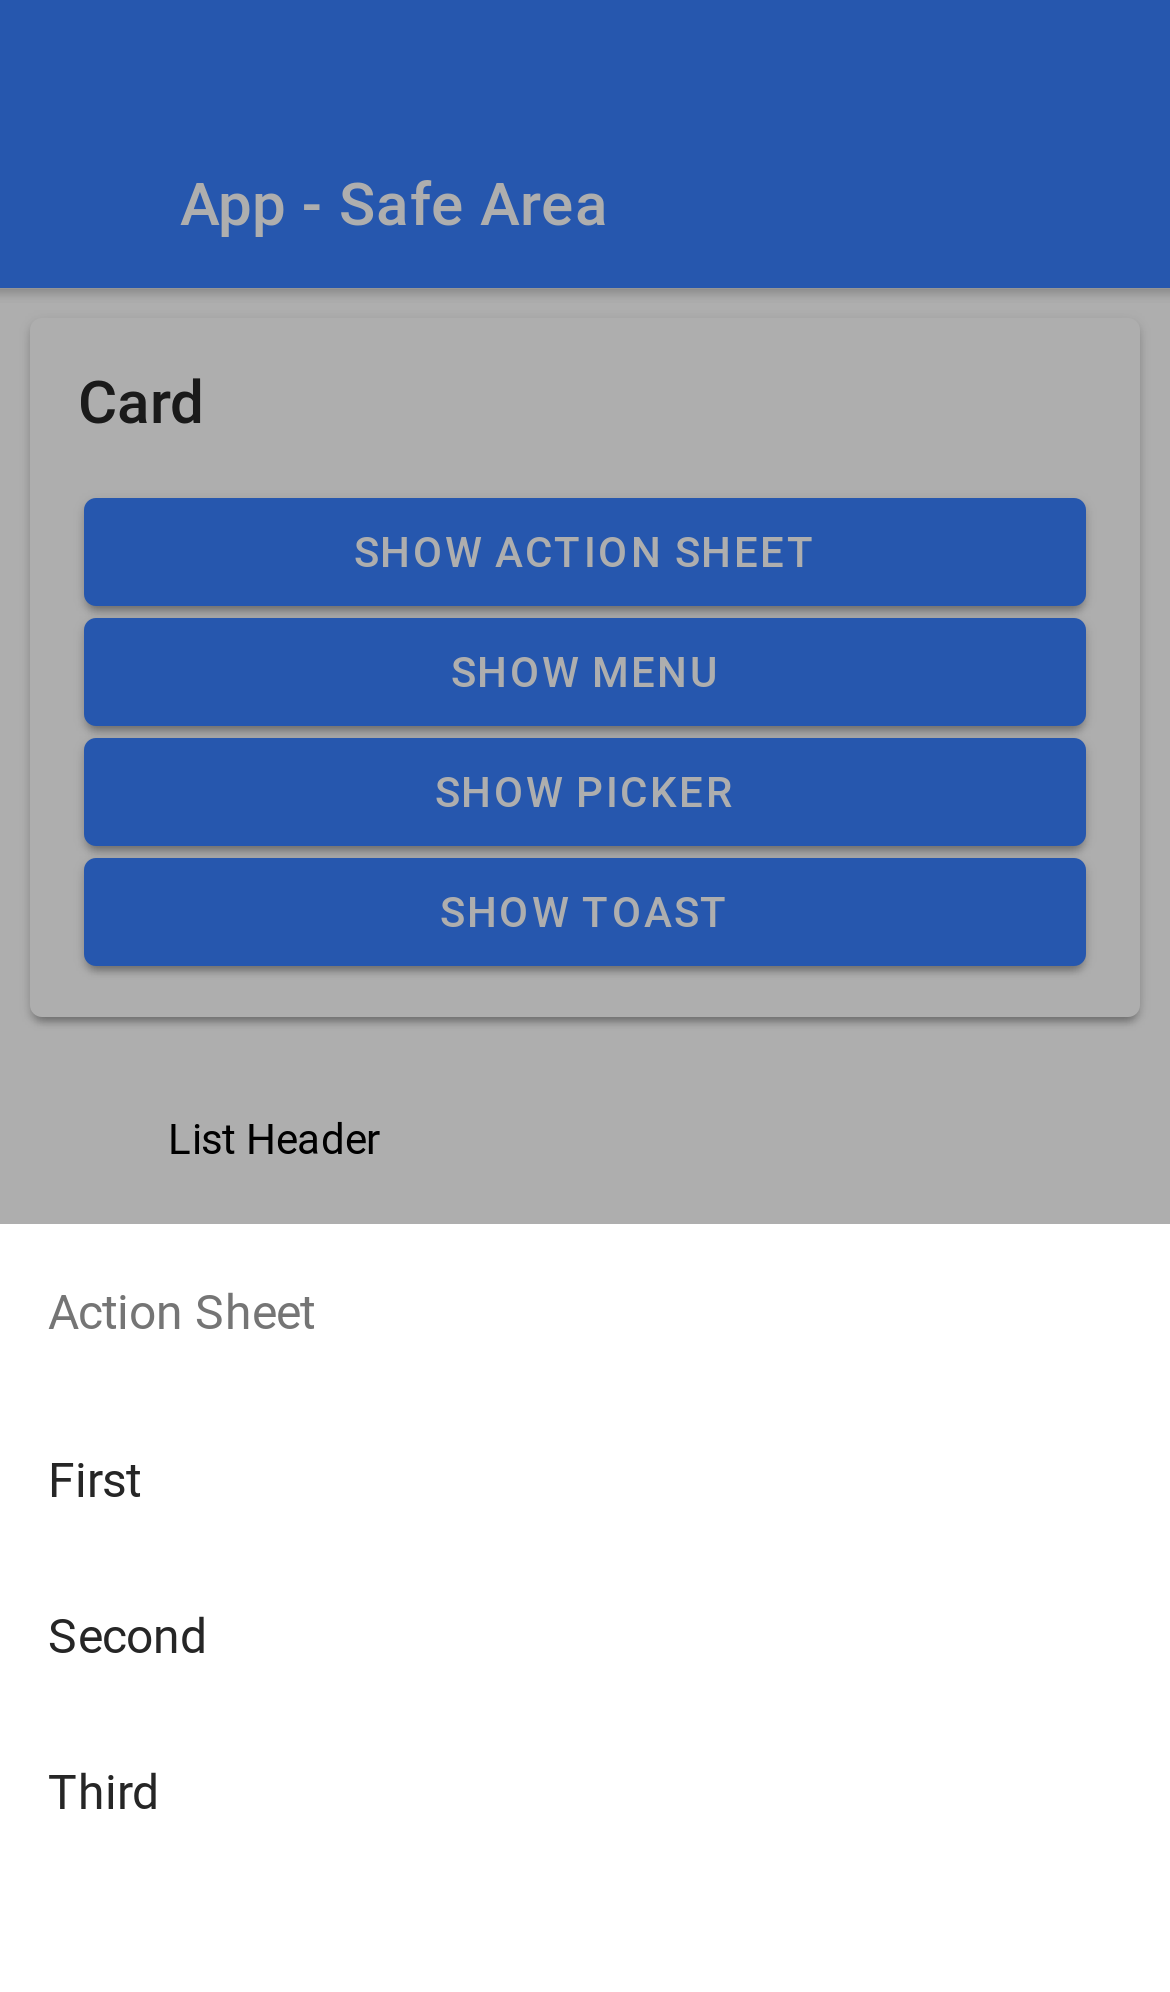 App - Safe Area
Card
SHOW ACTION SHEET
SHOW MENU
SHOW PICKER
SHOW TOAST
List Header
Action Sheet
First
Second
Third